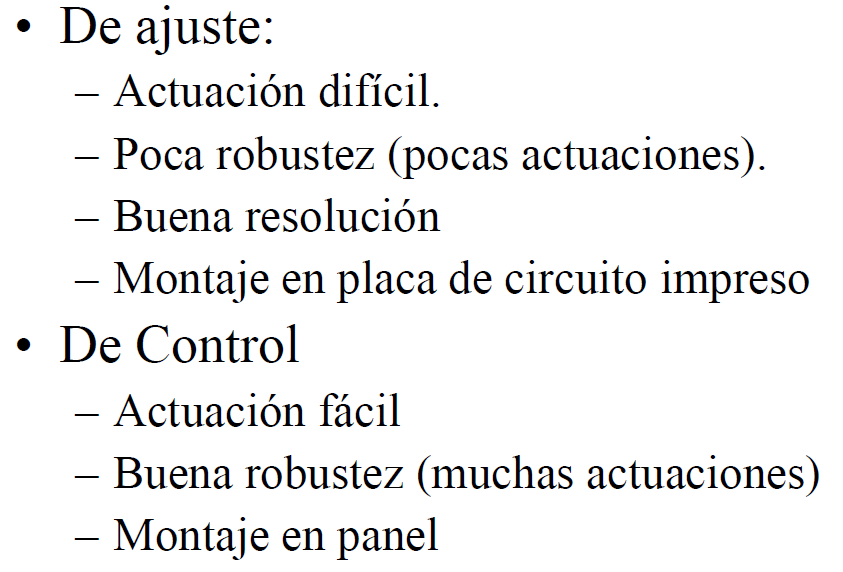 • De ajuste:
– Actuación difícil.
– Poca robustez (pocas actuaciones).
– Buena resolución
– Montaje en placa de circuito impreso
• De Control
– Actuación fácil
– Buena robustez (muchas actuaciones)
– Montaje en panel